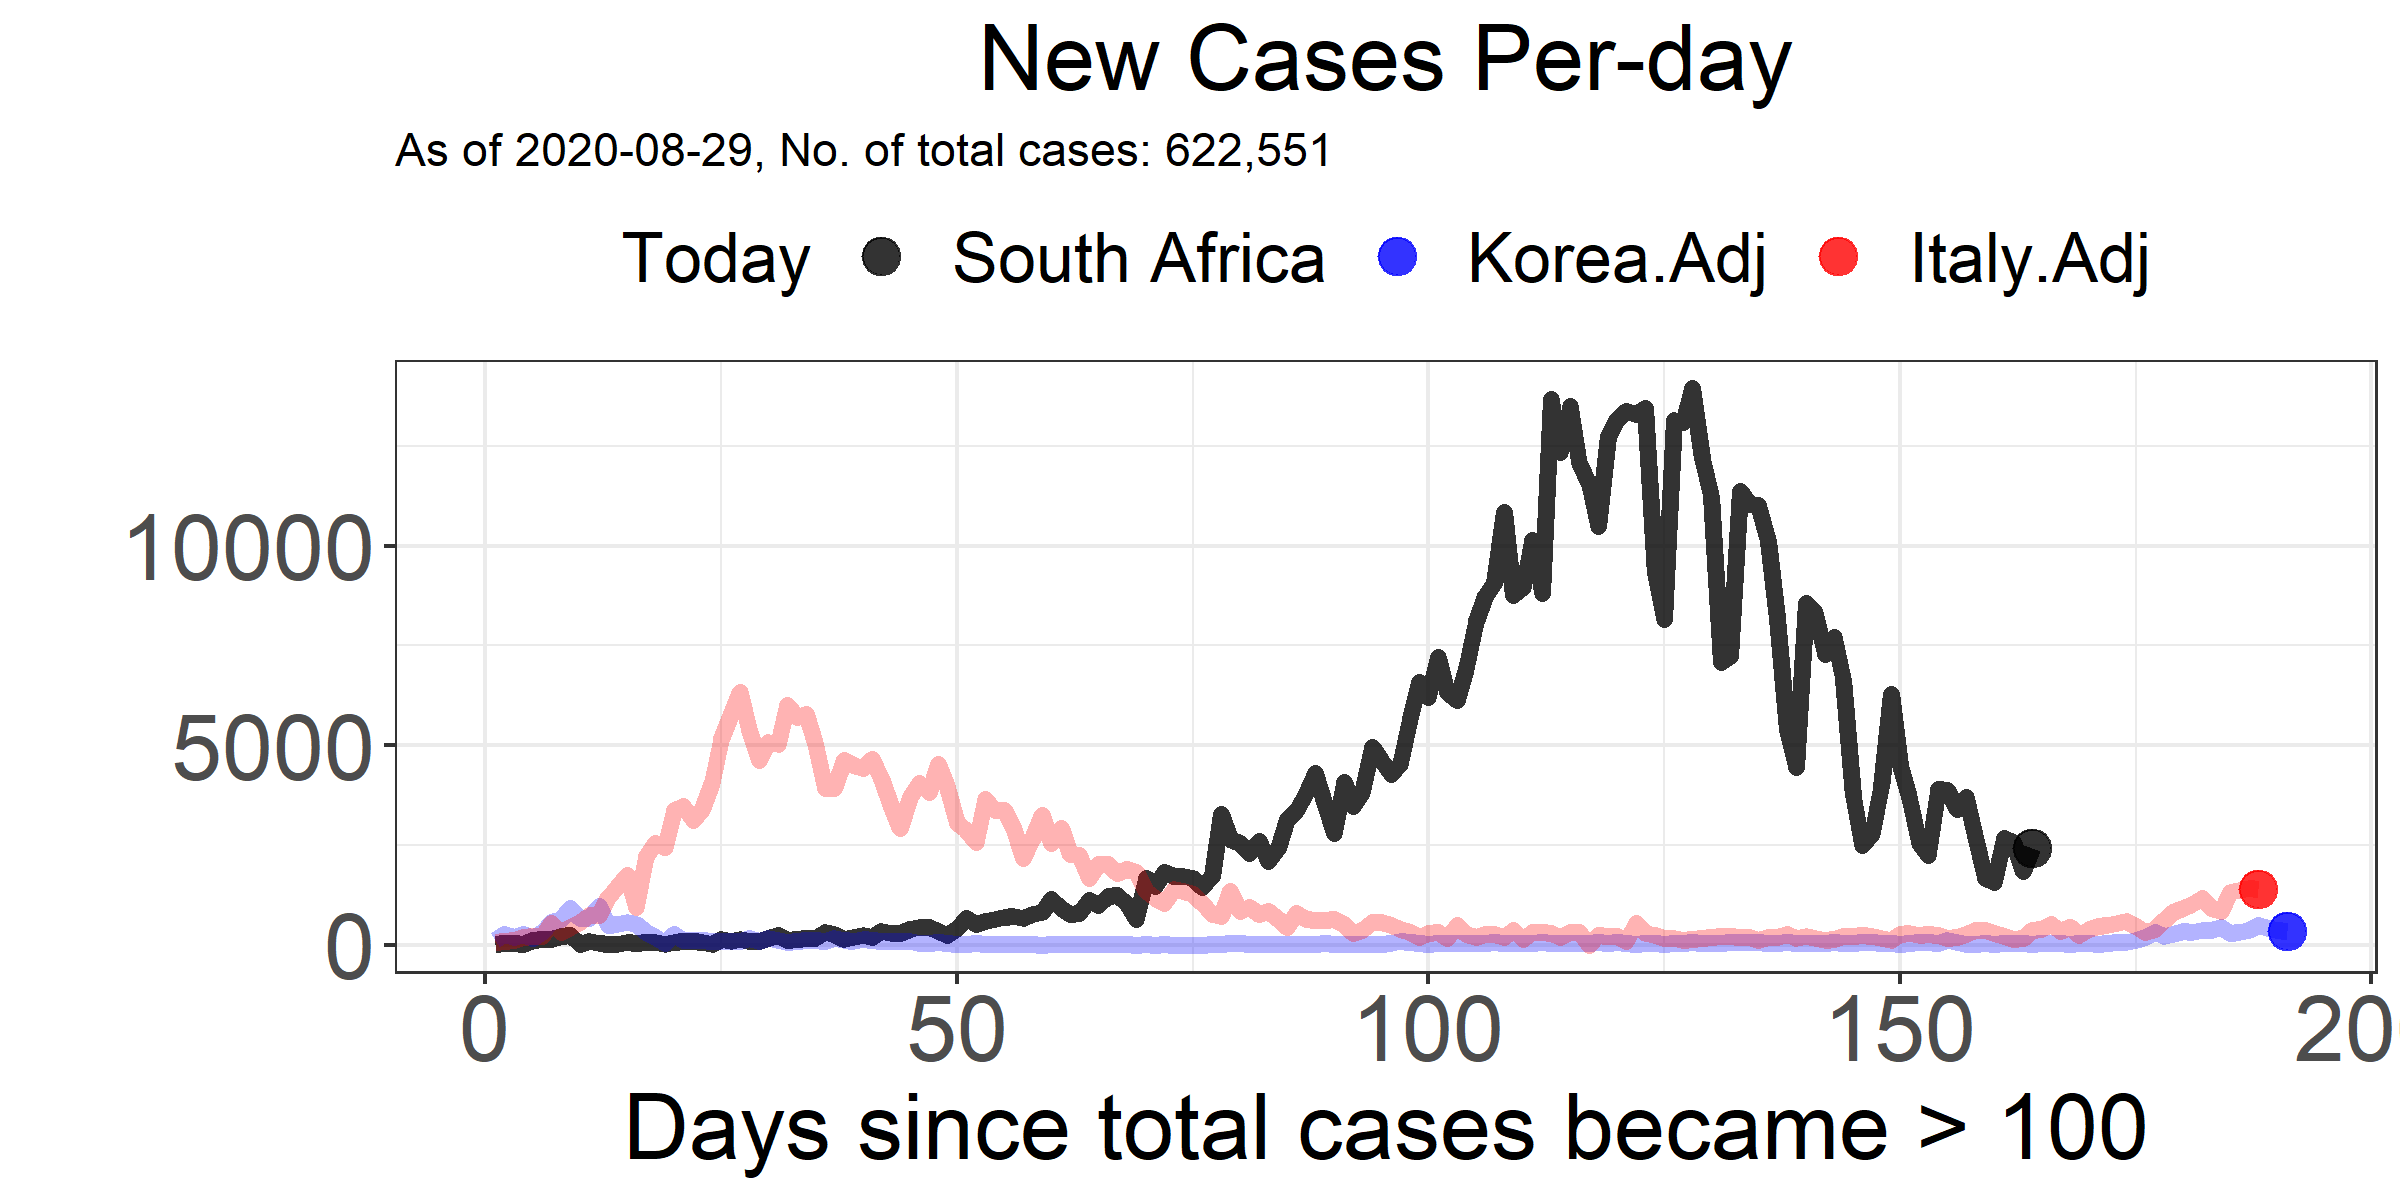 New Cases Per-day
As of 2020-08-29, No. of total cases: 622,551
Today South Africa Korea.Adj Italy.Adj
10000
5000
0
0 50 100 150 20
Days since total cases became > 100